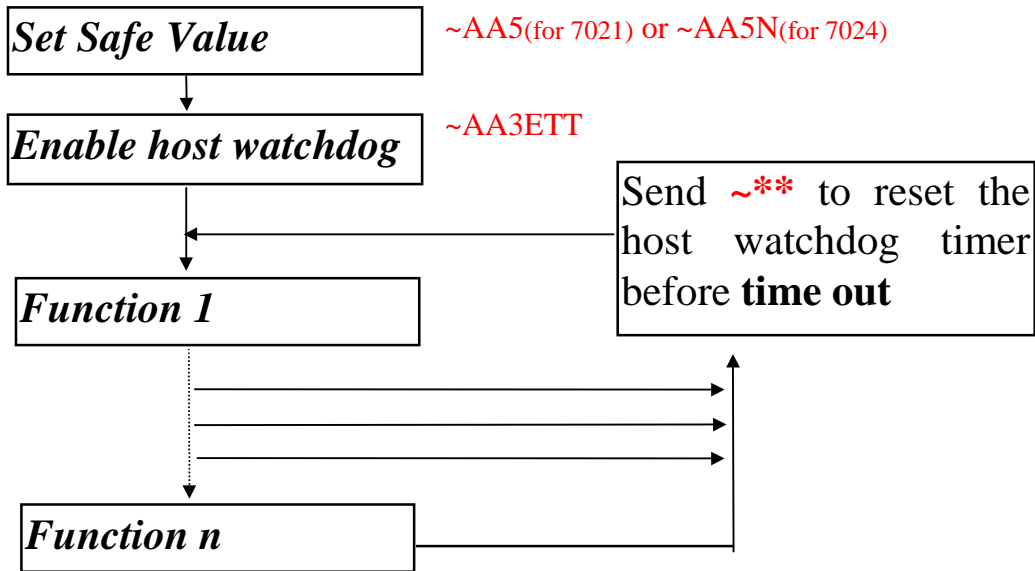 Set Safe Value
~AA5(for 7021) or ~AA5N(for 7024)
Enable host watchdog
~AA3ETT
Send ~** to reset the
host watchdog timer
before time out
Function 1
Function n